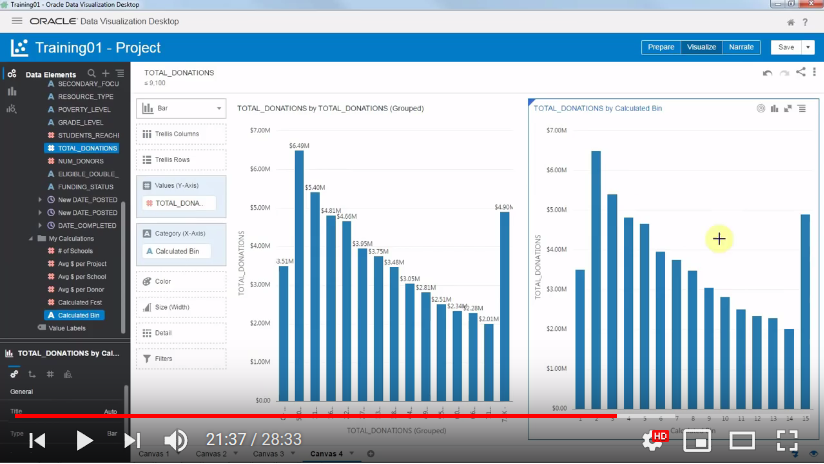 Training01 - Oracle Data Visualization Desktop
ORACLE Data Visualization Desktop
Training01 - Project
Prepare Visualize Narrate Save
Data Elements
SECONDARY_FOCU
RESOURCE_TYPE
POVERTY_LEVEL
GRADE_LEVEL
STUDENTS_REACHI
TOTAL_DONATIONS
NUM_DONORS
ELIGIBLE_DOUBLE_
FUNDING_STATUS
New DATE_POSTED
New DATE_POSTED
DATE_COMPLETED
My Calculations
# of Schools
Avg $ per Project
Avg $ per School
Avg $ per Donor
Calculated Fcst
Calculated Bin
Value Labels
TOTAL_DONATIONS by Cal...
General
Title Auto
Type Bar
TOTAL_DONATIONS
≤ 9,100
Bar
Trellis Columns
Trellis Rows
Values (Y-Axis)
TOTAL_DONA...
Category (X-Axis)
Calculated Bin
Color
Size (Width)
Detail
Filters
TOTAL_DONATIONS by TOTAL_DONATIONS (Grouped)
$7.00M
$6.00M
$5.00M
$4.00M
$3.00M
$2.00M
$1.00M
$0.00
TOTAL_DONATIONS
3.51M
$6.49M
$5.40M
$4.81M
$4.66M
$3.95M
$3.75M
$3.48M
$3.05M
$2.81M
$2.51M
$2.34M
$2.28M
$2.01M
$4.90M
TOTAL_DONATIONS (Grouped)
TOTAL_DONATIONS by Calculated Bin
$7.00M
$6.00M
$5.00M
$4.00M
$3.00M
$2.00M
$1.00M
$0.00
TOTAL_DONATIONS
1 2 3 4 5 6 7 8 9 10 11 12 13 14 15
Calculated Bin
21:37 / 28:33
HD
Canvas 1 Canvas 2 Canvas 3 Canvas 4